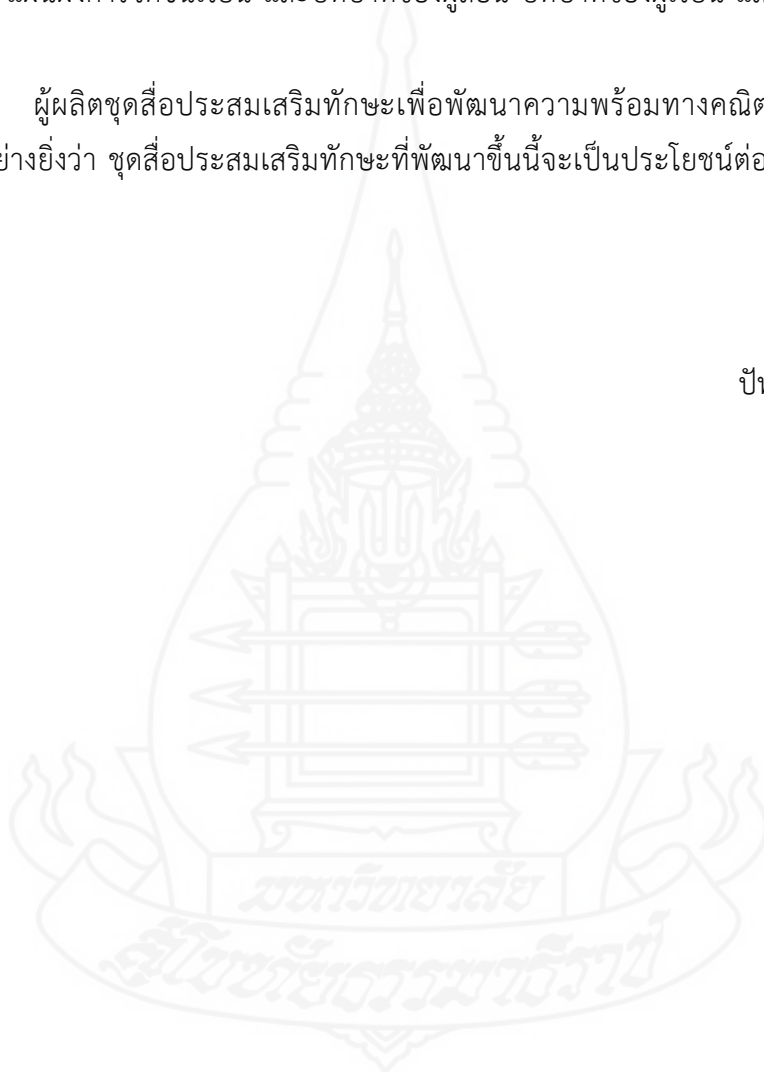 ผู้ผลิตชุดสื่อประสมเสริมทักษะเพื่อพัฒนาความพร้อมทางคณิต
ย่างยิ่งว่า ชุดสื่อประสมเสริมทักษะที่พัฒนาขึ้นนี้จะเป็นประโยชน์ต่อ
มหาวิทยาลัย
สุโขทัยธรรมาธิราช